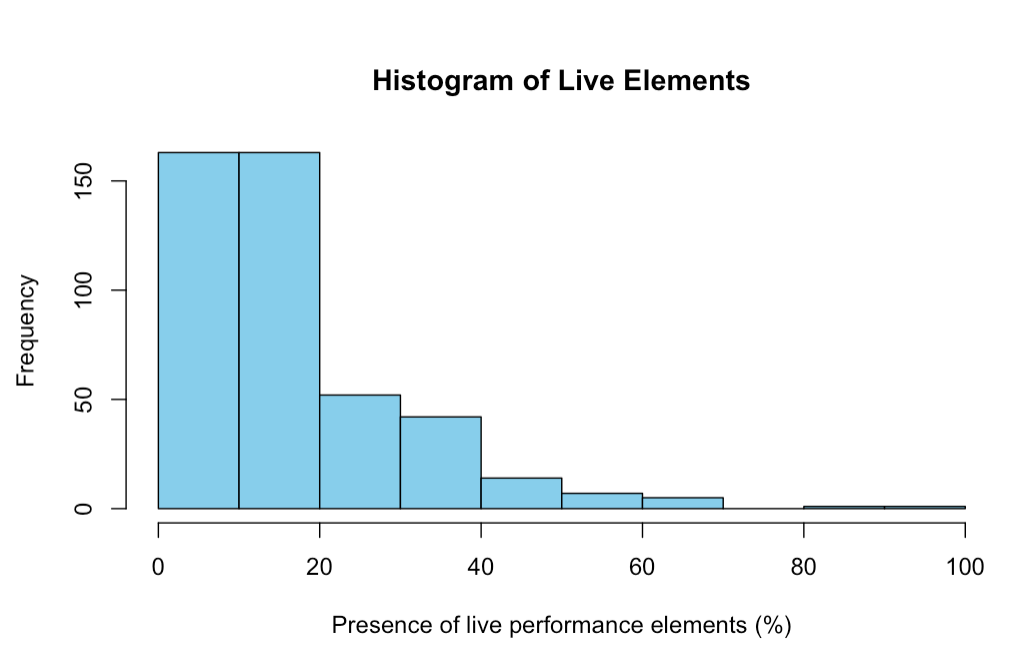 Histogram of Live Elements
150
100
50
0
Frequency
0 20 40 60 80 100
Presence of live performance elements (%)